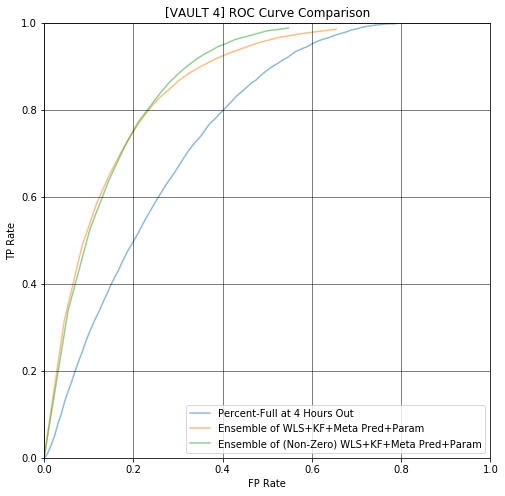 [VAULT 4] ROC Curve Comparison
1.0
0.8
0.6
0.4
0.2
0.0
TP Rate
0.0 0.2 0.4 0.6 0.8 1.0
FP Rate
Percent-Full at 4 Hours Out
Ensemble of WLS+KF+Meta Pred+Param
Ensemble of (Non-Zero) WLS+KF+Meta Pred+Param